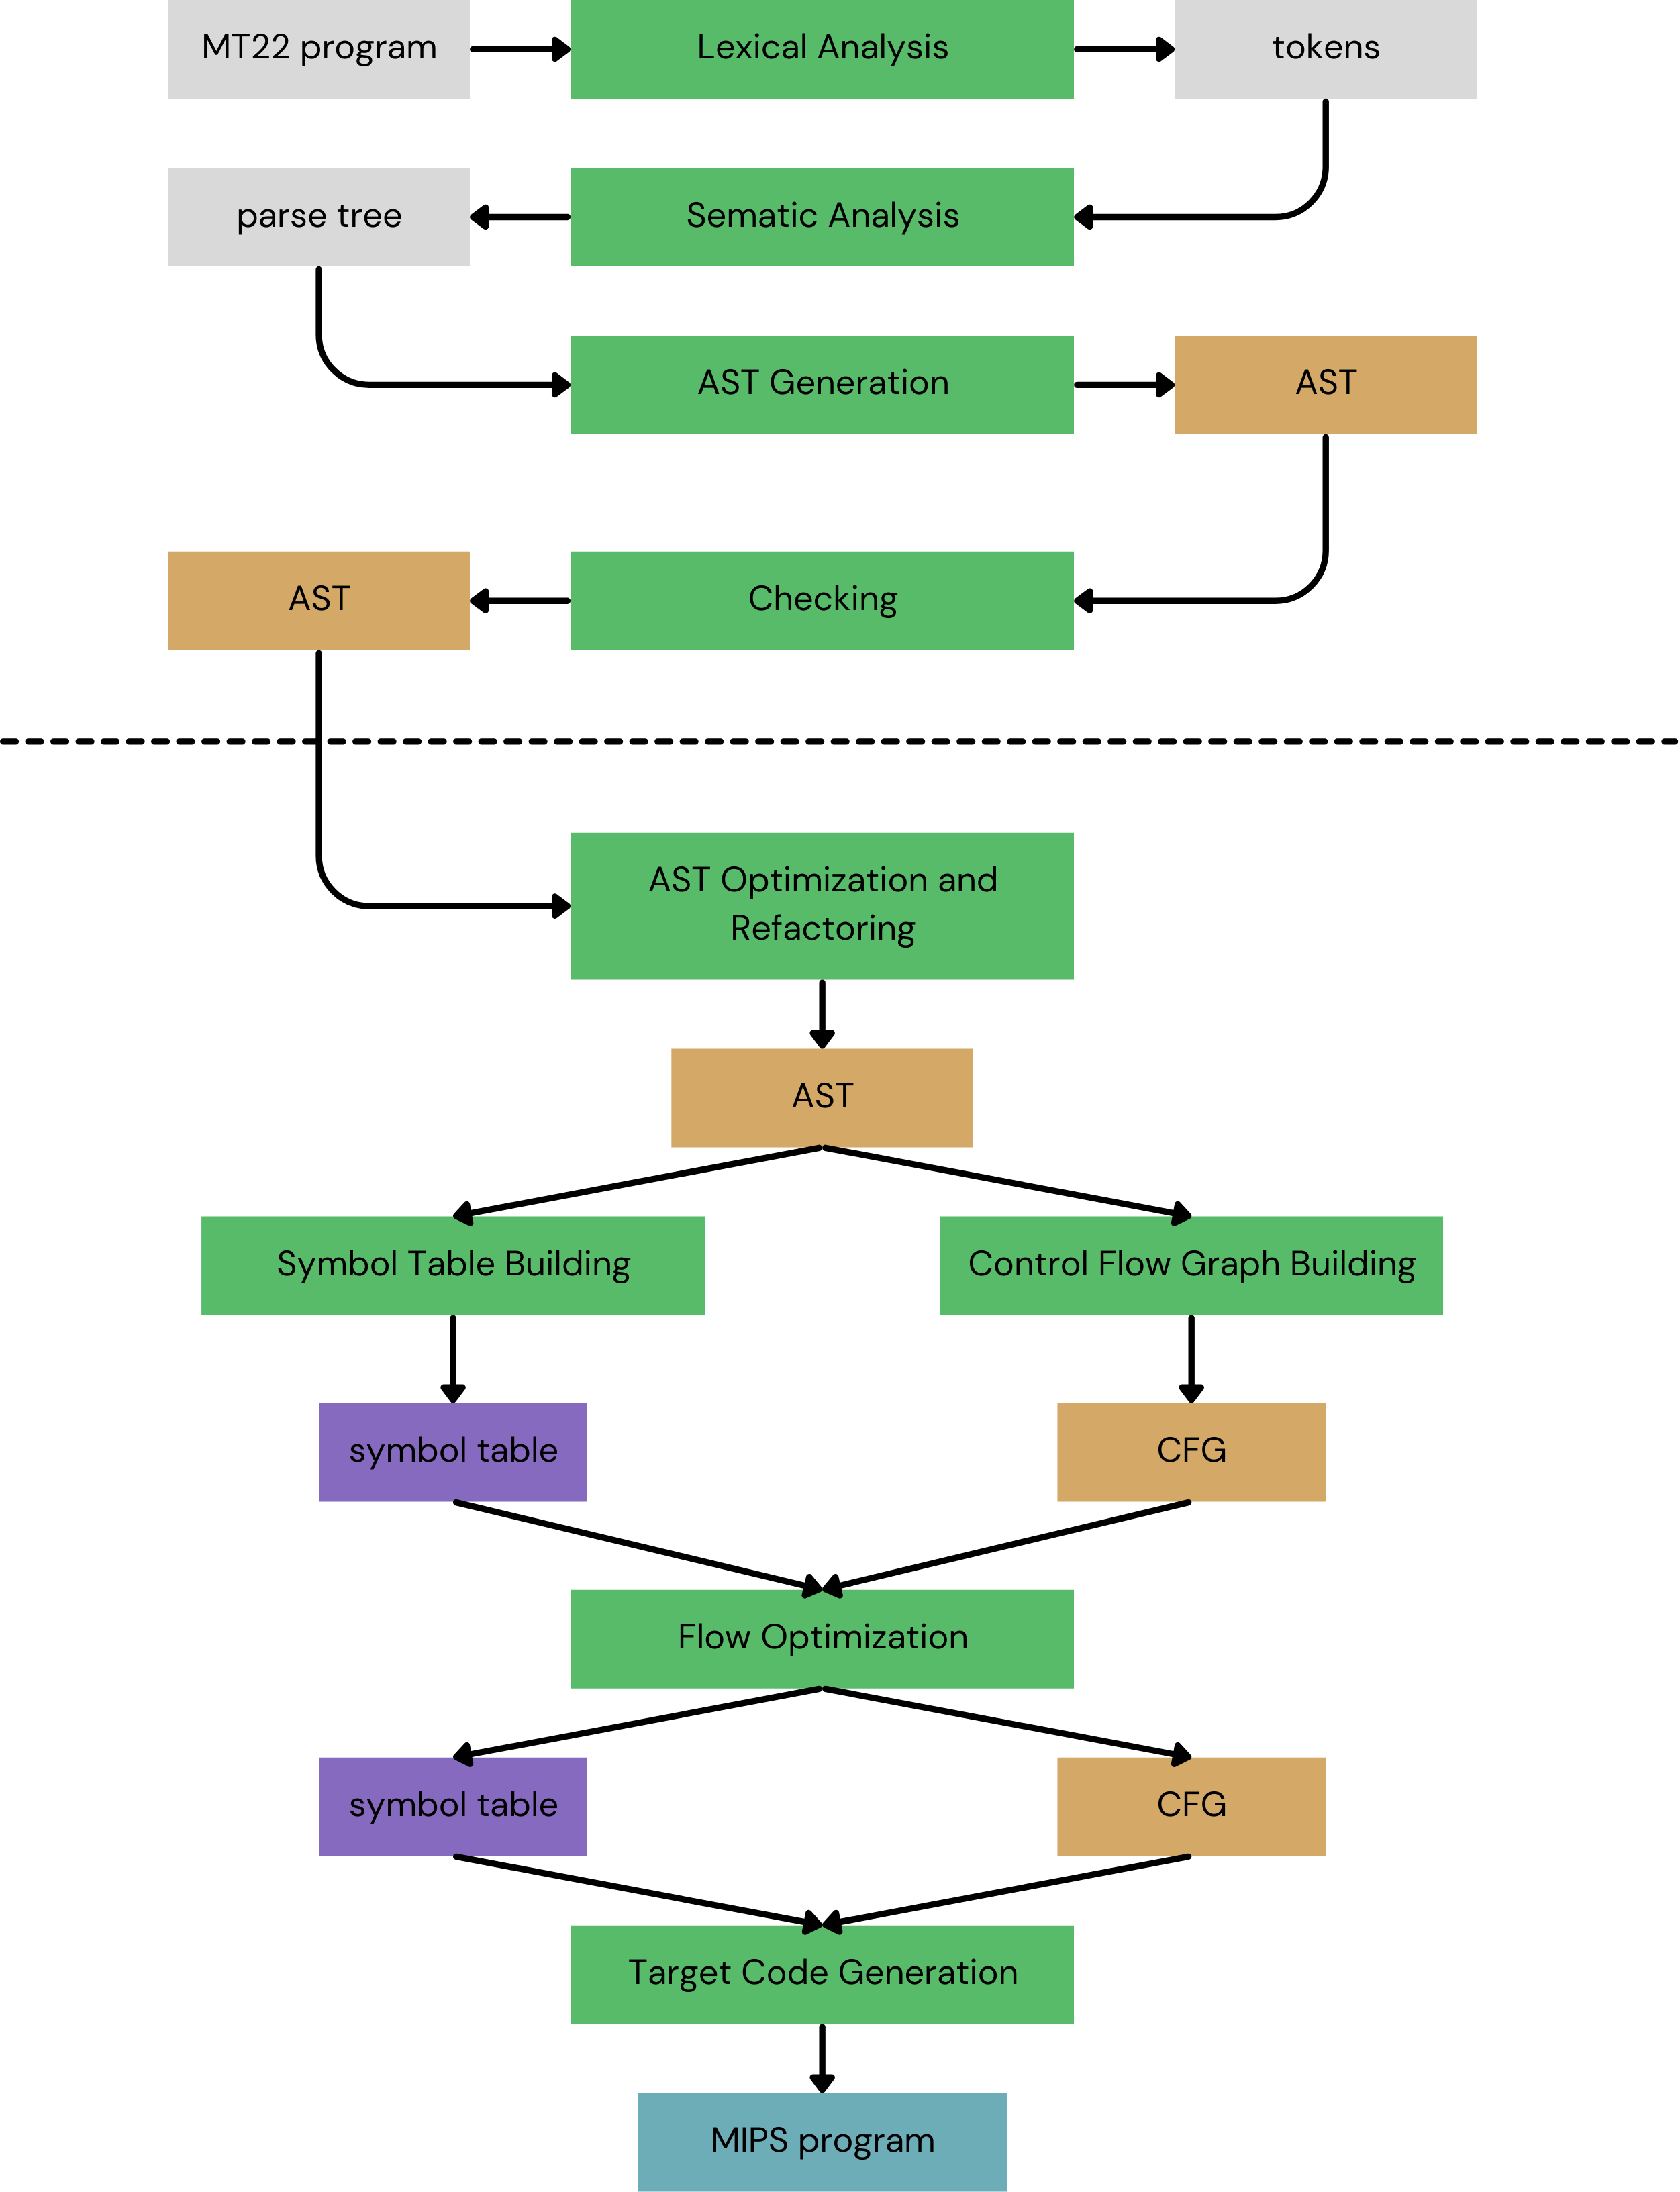 MT22 program
Lexical Analysis
tokens
parse tree
Sematic Analysis
AST Generation
AST
AST
Checking
AST Optimization and
Refactoring
AST
Symbol Table Building
Control Flow Graph Building
symbol table
CFG
Flow Optimization
symbol table
CFG
Target Code Generation
MIPS program